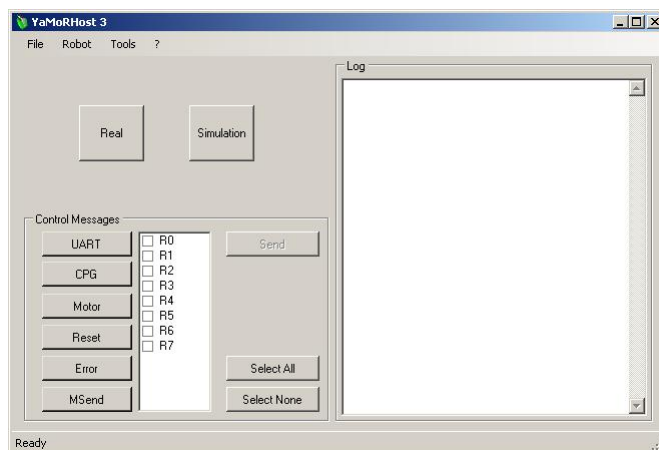 YaMoRHost 3
File Robot Tools ?
Log
Real
Simulation
Control Messages
UART
CPG
Motor
Reset
Error
MSend
R0
R1
R2
R3
R4
R5
R6
R7
Send
Select All
Select None
Ready